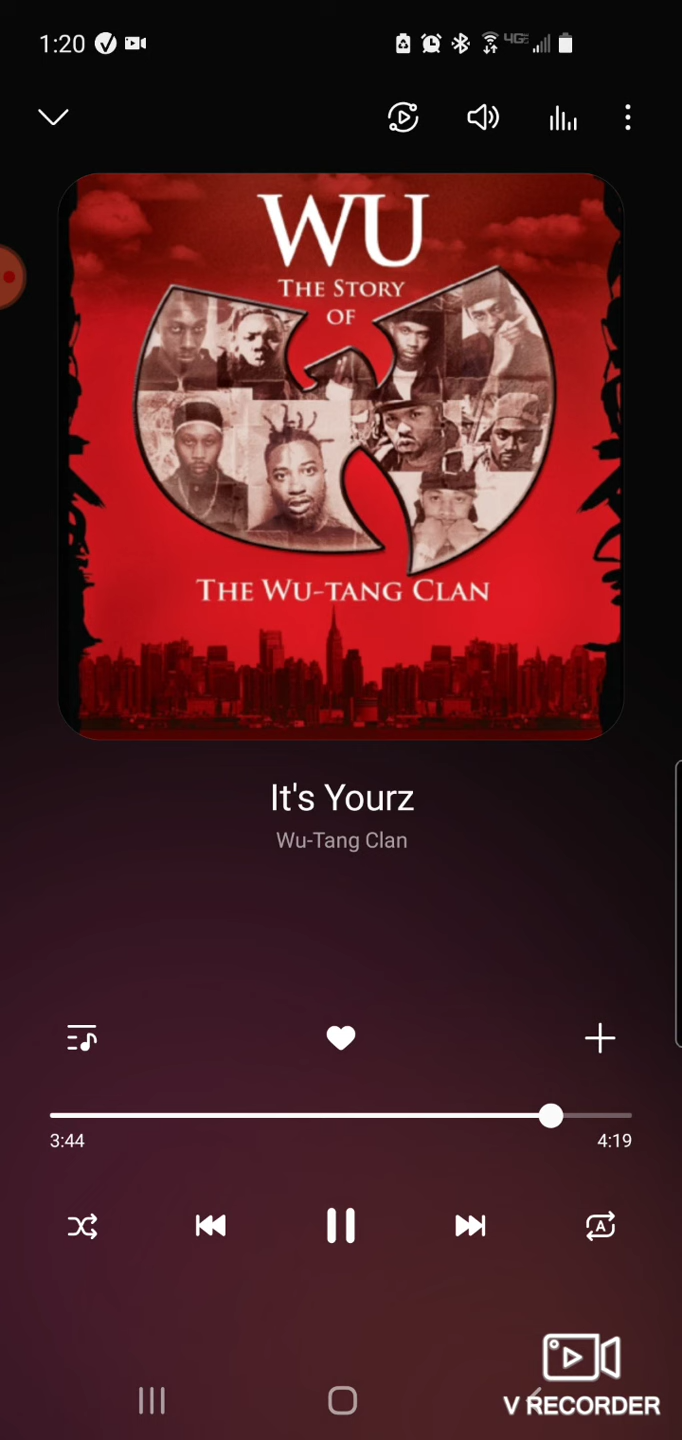 1:20
4GE
WU
THE STORY
OF
THE WU-TANG CLAN
It's Yourz
Wu-Tang Clan
3:44
4:19
A
V RECORDER